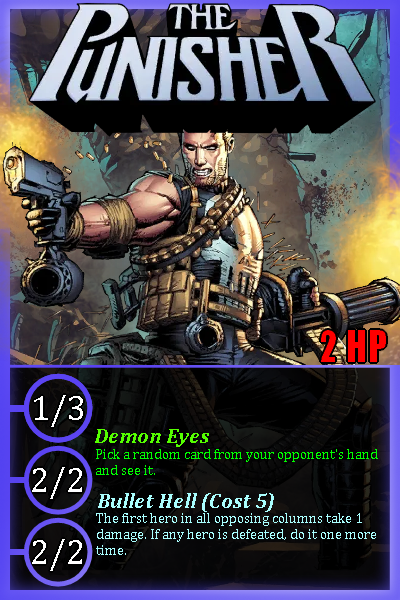 THE
PUNISHER
2 HP
1/3
Demon Eyes
Pick a random card from your opponent's hand
and see it.
2/2
Bullet Hell (Cost 5)
The first hero in all opposing columns take 1
damage. If any hero is defeated, do it one more
time.
2/2